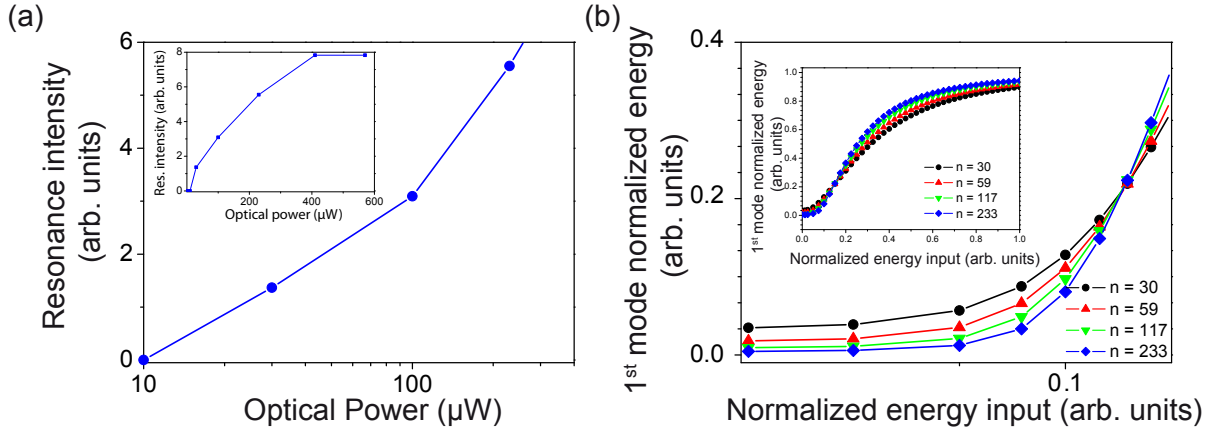 (a)
Resonance intensity
(arb. units)
6
4
2
0
10
100
Optical Power (µW)
Res. intensity (arb. units)
8
6
4
2
0
200
400
600
Optical power (µW)
(b)
1st mode normalized energy
(arb. units)
0.4
0.2
0.0
0.1
Normalized energy input (arb. units)
n = 30
n = 59
n = 117
n = 233
1st mode normalized energy
(arb. units)
1.0
0.8
0.6
0.4
0.2
0.0
0.0
0.2
0.4
0.6
0.8
1.0
Normalized energy input (arb. units)
n = 30
n = 59
n = 117
n = 233